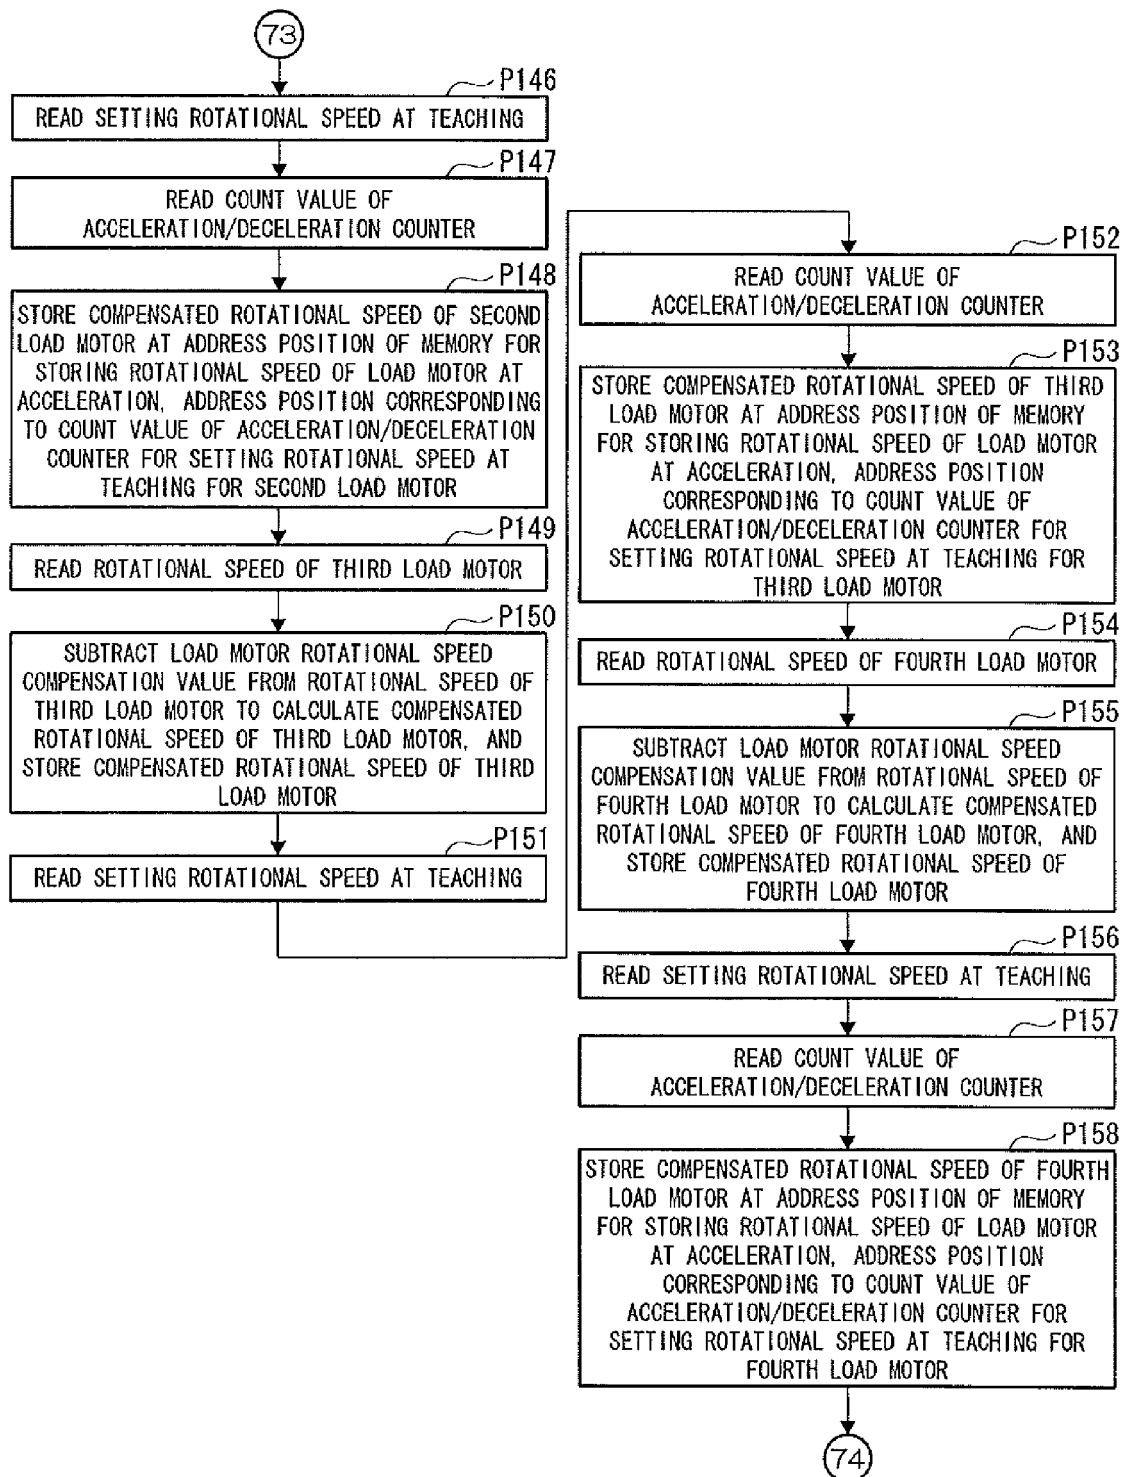 73
P146
READ SETTING ROTATIONAL SPEED AT TEACHING
P147
READ COUNT VALUE OF
ACCELERATION/DECELERATION COUNTER
P148
STORE COMPENSATED ROTATIONAL SPEED OF SECOND
LOAD MOTOR AT ADDRESS POSITION OF MEMORY FOR
STORING ROTATIONAL SPEED OF LOAD MOTOR AT
ACCELERATION, ADDRESS POSITION CORRESPONDING
TO COUNT VALUE OF ACCELERATION/DECELERATION
COUNTER FOR SETTING ROTATIONAL SPEED AT
TEACHING FOR SECOND LOAD MOTOR
P149
READ ROTATIONAL SPEED OF THIRD LOAD MOTOR
P150
SUBTRACT LOAD MOTOR ROTATIONAL SPEED
COMPENSATION VALUE FROM ROTATIONAL SPEED OF
THIRD LOAD MOTOR TO CALCULATE COMPENSATED
ROTATIONAL SPEED OF THIRD LOAD MOTOR, AND
STORE COMPENSATED ROTATIONAL SPEED OF THIRD
LOAD MOTOR
P151
READ SETTING ROTATIONAL SPEED AT TEACHING
P152
READ COUNT VALUE OF
ACCELERATION/DECELERATION COUNTER
P153
STORE COMPENSATED ROTATIONAL SPEED OF THIRD
LOAD MOTOR AT ADDRESS POSITION OF MEMORY
FOR STORING ROTATIONAL SPEED OF LOAD MOTOR
AT ACCELERATION, ADDRESS POSITION
CORRESPONDING TO COUNT VALUE OF
ACCELERATION/DECELERATION COUNTER FOR
SETTING ROTATIONAL SPEED AT TEACHING FOR
THIRD LOAD MOTOR
P154
READ ROTATIONAL SPEED OF FOURTH LOAD MOTOR
P155
SUBTRACT LOAD MOTOR ROTATIONAL SPEED
COMPENSATION VALUE FROM ROTATIONAL SPEED OF
FOURTH LOAD MOTOR TO CALCULATE COMPENSATED
ROTATIONAL SPEED OF FOURTH LOAD MOTOR, AND
STORE COMPENSATED ROTATIONAL SPEED OF
FOURTH LOAD MOTOR
P156
READ SETTING ROTATIONAL SPEED AT TEACHING
P157
READ COUNT VALUE OF
ACCELERATION/DECELERATION COUNTER
P158
STORE COMPENSATED ROTATIONAL SPEED OF FOURTH
LOAD MOTOR AT ADDRESS POSITION OF MEMORY
FOR STORING ROTATIONAL SPEED OF LOAD MOTOR
AT ACCELERATION, ADDRESS POSITION
CORRESPONDING TO COUNT VALUE OF
ACCELERATION/DECELERATION COUNTER FOR
SETTING ROTATIONAL SPEED AT TEACHING FOR
FOURTH LOAD MOTOR
74